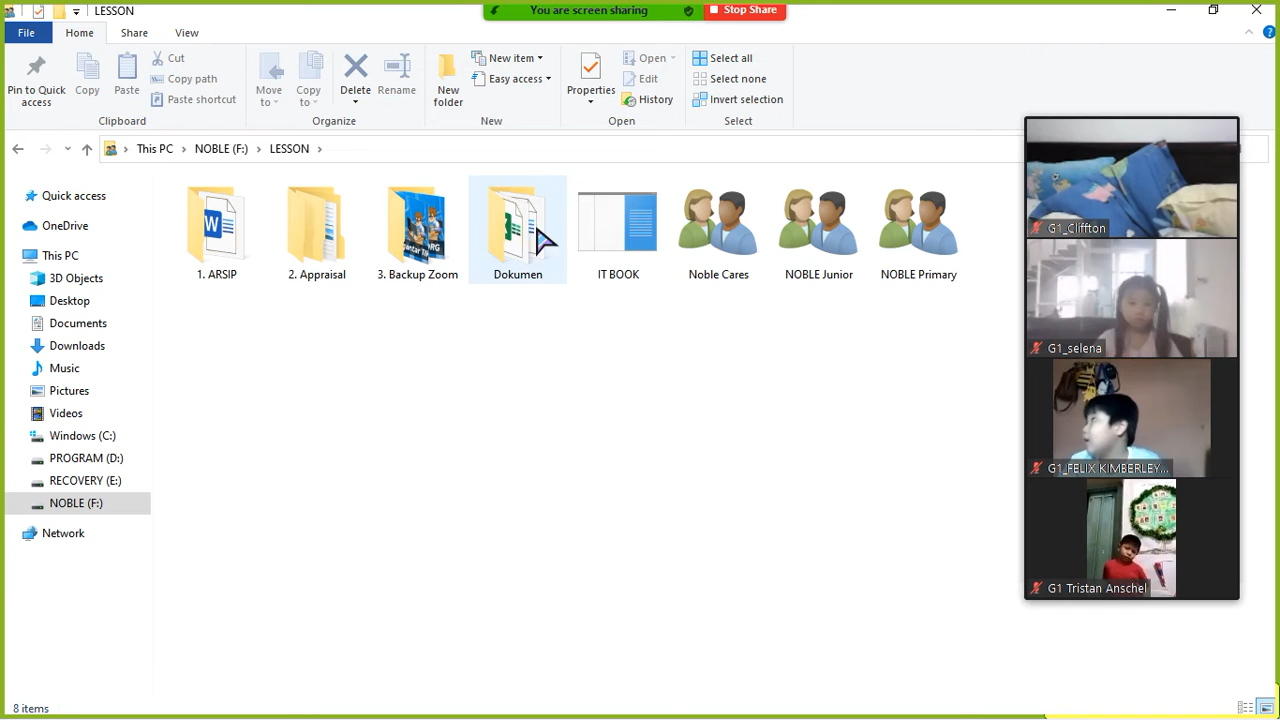 LESSON
You are screen sharing
Stop Share
File
Home
Share
View
Pin to Quick access
Copy
Paste
Cut
Copy path
Paste shortcut
Clipboard
Move to
Copy to
Delete
Rename
Organize
New folder
New item
Easy access
New
Properties
Open
Edit
History
Open
Select all
Select none
Invert selection
Select
This PC > NOBLE (F:) > LESSON >
Quick access
OneDrive
This PC
3D Objects
Desktop
Documents
Downloads
Music
Pictures
Videos
Windows (C:)
PROGRAM (D:)
RECOVERY (E:)
NOBLE (F:)
Network
1. ARSIP
2. Appraisal
3. Backup Zoom
Dokumen
IT BOOK
Noble Cares
NOBLE Junior
NOBLE Primary
G1_Cliffton
G1_selena
G1_FELIX KIMBERLEY...
G1 Tristan Anschel
8 items